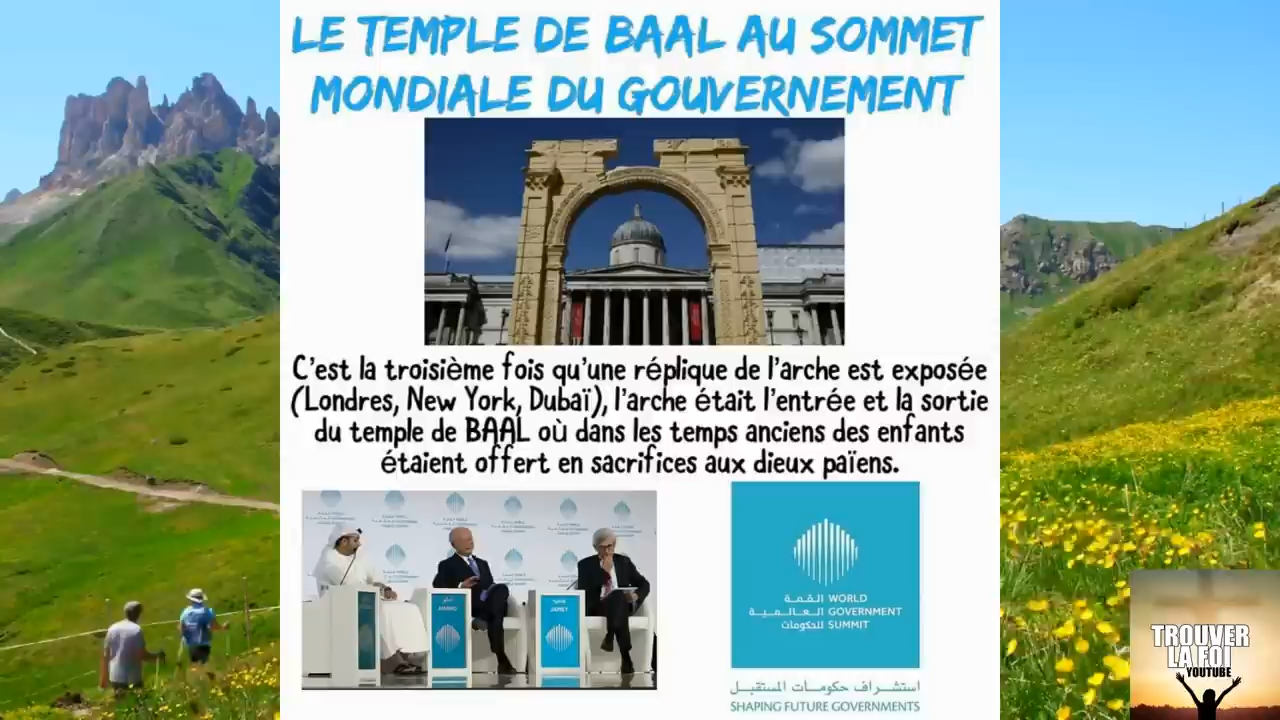 LE TEMPLE DE BAAL AU SOMMET
MONDIALE DU GOUVERNEMENT
C'est la troisième fois qu'une réplique de l'arche est exposée
(Londres, New York, Dubaï), l'arche était l'entrée et la sortie
du temple de BAAL où dans les temps anciens des enfants
étaient offert en sacrifices aux dieux païens.
القمة WORLD
العالمية GOVERNMENT
للحكومات SUMMIT
استشراف حكومات المستقبل
SHAPING FUTURE GOVERNMENTS
TROUVER
LA FOI
YOUTUBE